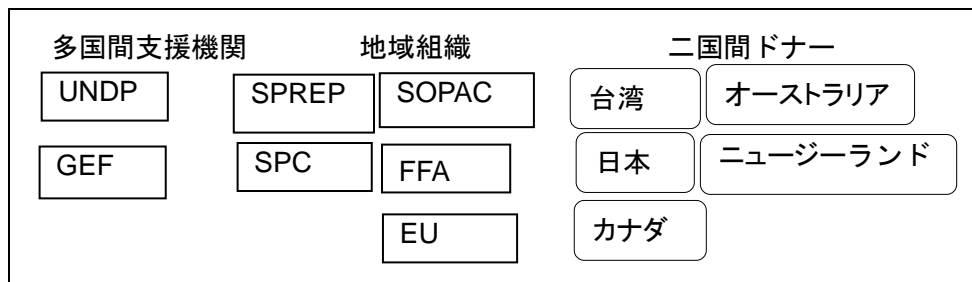 多国間支援機関 地域組織 二国間ドナー
UNDP SPREP SOPAC 台湾 オーストラリア
GEF SPC FFA 日本 ニュージーランド
EU カナダ